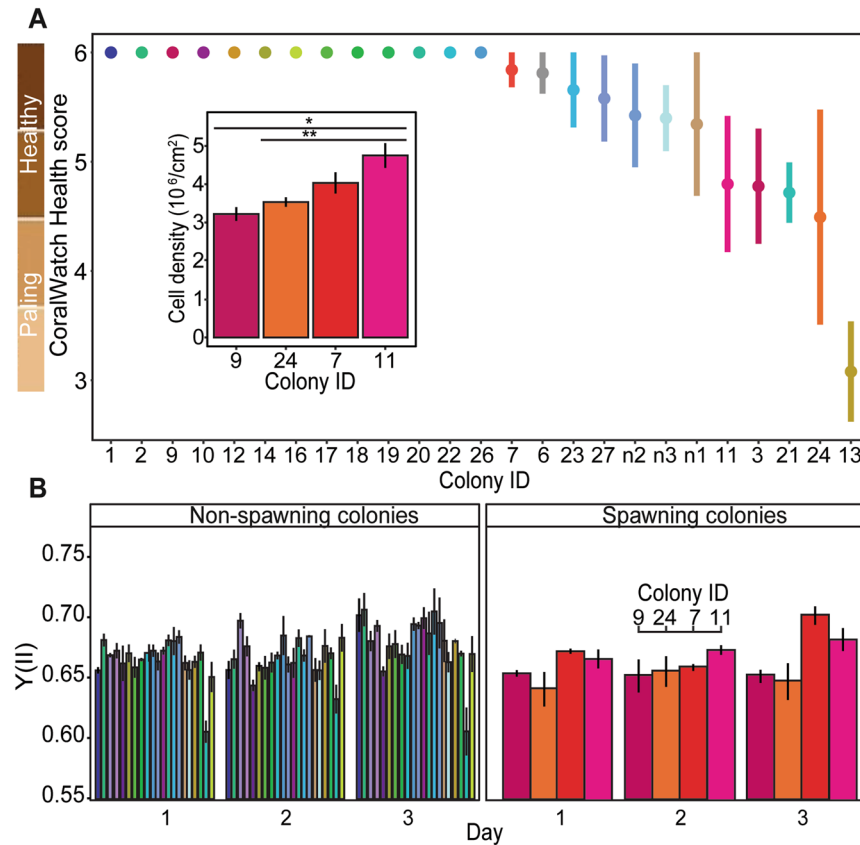 A
Healthy
Paling
CoralWatch Health score
6
5
4
3
Cell density (10⁶/cm²)
5
4
3
2
1
0
*
**
9 24 7 11
Colony ID
1 2 9 10 12 14 16 17 18 19 20 22 26 7 6 23 27 n2 n3 n1 11 3 21 24 13
Colony ID
B
Non-spawning colonies Spawning colonies
Y(II)
0.75
0.70
0.65
0.60
0.55
Colony ID
9 24 7 11
1 2 3 1 2 3
Day